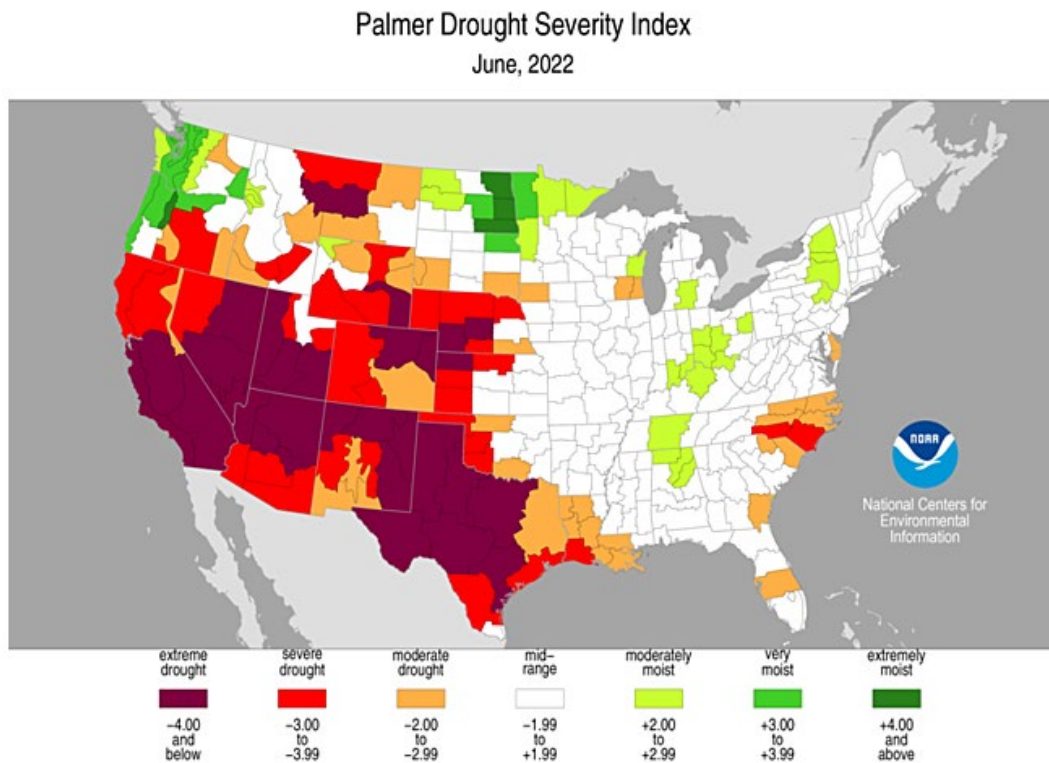 Palmer Drought Severity Index
June, 2022
NOAA
National Centers for
Environmental
Information
extreme drought
severe drought
moderate drought
mid-range
moderately moist
very moist
extremely moist
-4.00 and below
-3.00 to -3.99
-2.00 to -2.99
-1.99 to +1.99
+2.00 to +2.99
+3.00 to +3.99
+4.00 and above